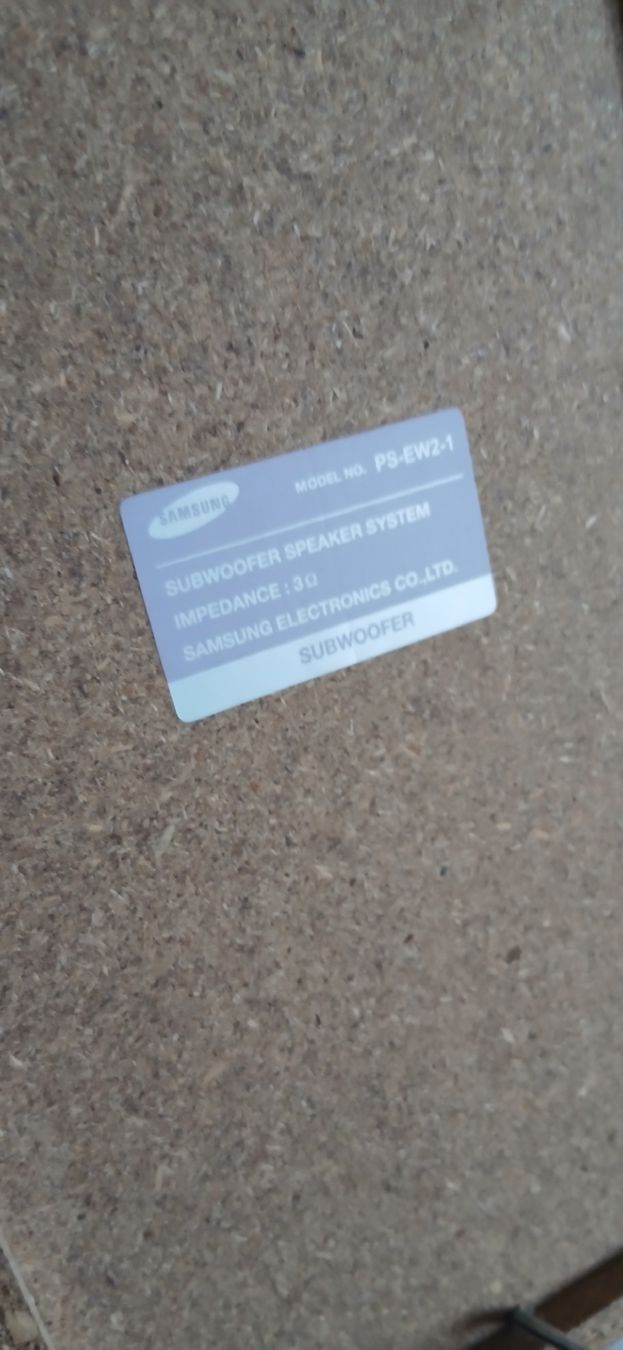 SAMSUNG MODEL NO. PS-EW2-1
SUBWOOFER SPEAKER SYSTEM
IMPEDANCE : 3Ω
SAMSUNG ELECTRONICS CO.,LTD.
SUBWOOFER